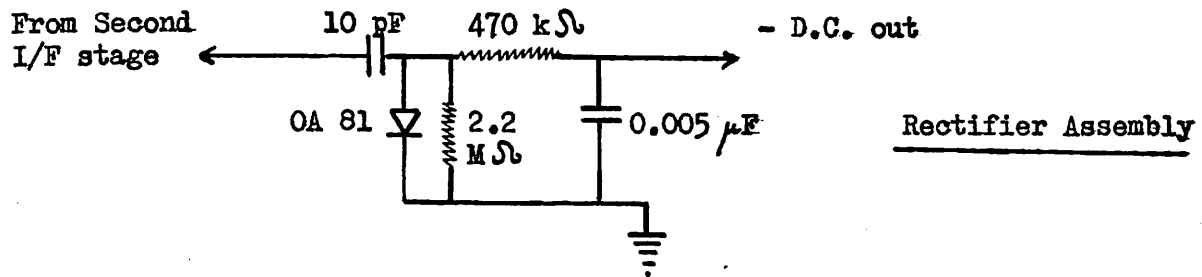 From Second
I/F stage
10 pF
470 kΩ
- D.C. out
OA 81
2.2
MΩ
0.005 μF
Rectifier Assembly